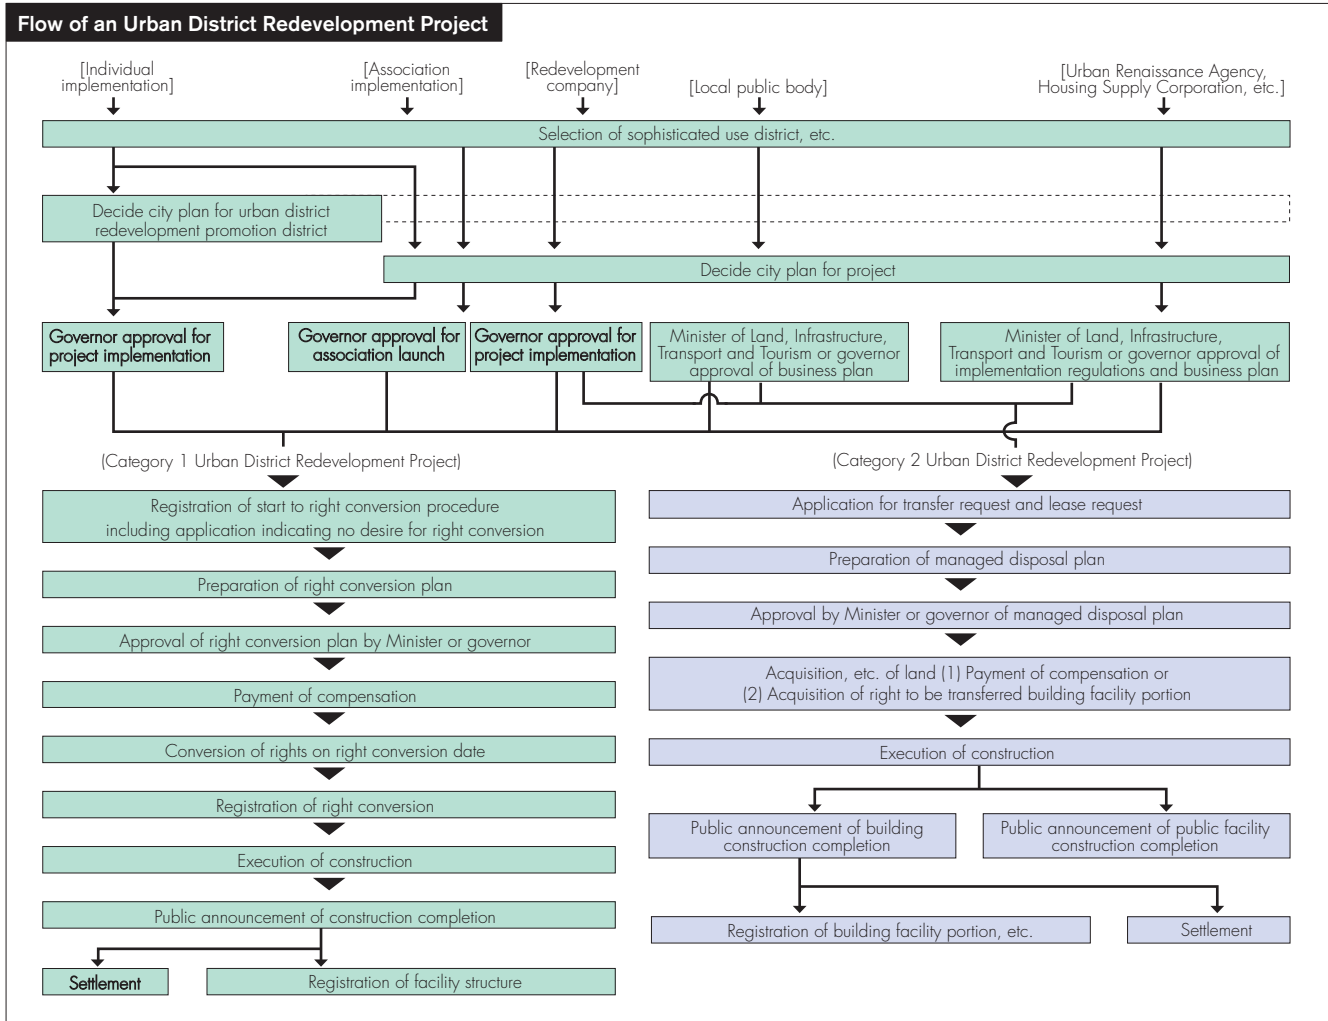 Flow of an Urban District Redevelopment Project
[Individual
implementation]
[Association
implementation]
[Redevelopment
company]
[Local public body]
[Urban Renaissance Agency,
Housing Supply Corporation, etc.]
Selection of sophisticated use district, etc.
Decide city plan for urban district
redevelopment promotion district
Decide city plan for project
Governor approval for
project implementation
Governor approval for
association launch
Governor approval for
project implementation
Minister of Land, Infrastructure,
Transport and Tourism or governor
approval of business plan
Minister of Land, Infrastructure,
Transport and Tourism or governor approval of
implementation regulations and business plan
(Category 1 Urban District Redevelopment Project)
Registration of start to right conversion procedure
including application indicating no desire for right conversion
Preparation of right conversion plan
Approval of right conversion plan by Minister or governor
Payment of compensation
Conversion of rights on right conversion date
Registration of right conversion
Execution of construction
Public announcement of construction completion
Settlement
Registration of facility structure
(Category 2 Urban District Redevelopment Project)
Application for transfer request and lease request
Preparation of managed disposal plan
Approval by Minister or governor of managed disposal plan
Acquisition, etc. of land (1) Payment of compensation or
(2) Acquisition of right to be transferred building facility portion
Execution of construction
Public announcement of building
construction completion
Public announcement of public facility
construction completion
Registration of building facility portion, etc.
Settlement